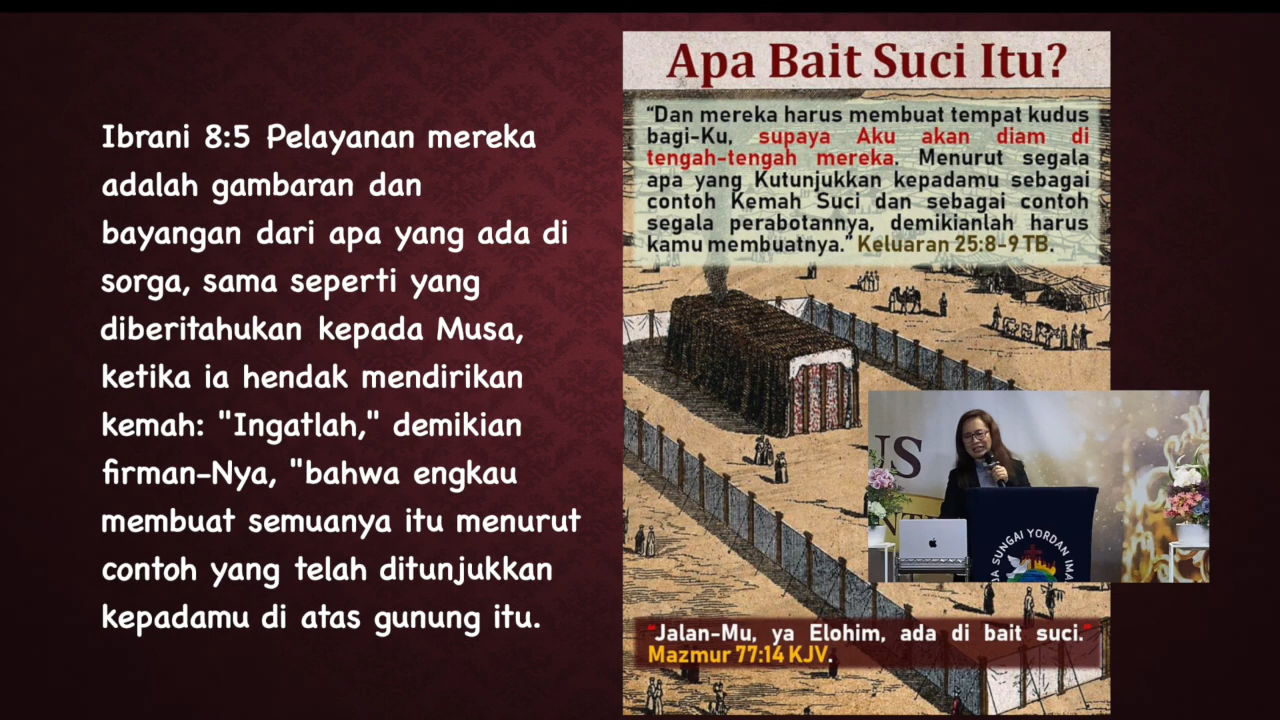 Ibrani 8:5 Pelayanan mereka
adalah gambaran dan
bayangan dari apa yang ada di
sorga, sama seperti yang
diberitahukan kepada Musa,
ketika ia hendak mendirikan
kemah: "Ingatlah," demikian
firman-Nya, "bahwa engkau
membuat semuanya itu menurut
contoh yang telah ditunjukkan
kepadamu di atas gunung itu.
Apa Bait Suci Itu?
“Dan mereka harus membuat tempat kudus
bagi-Ku, supaya Aku akan diam di
tengah-tengah mereka. Menurut segala
apa yang Kutunjukkan kepadamu sebagai
contoh Kemah Suci dan sebagai contoh
segala perabotannya, demikianlah harus
kamu membuatnya.” Keluaran 25:8-9 TB.
SUNGAI YORDAN
“Jalan-Mu, ya Elohim, ada di bait suci.”
Mazmur 77:14 KJV.